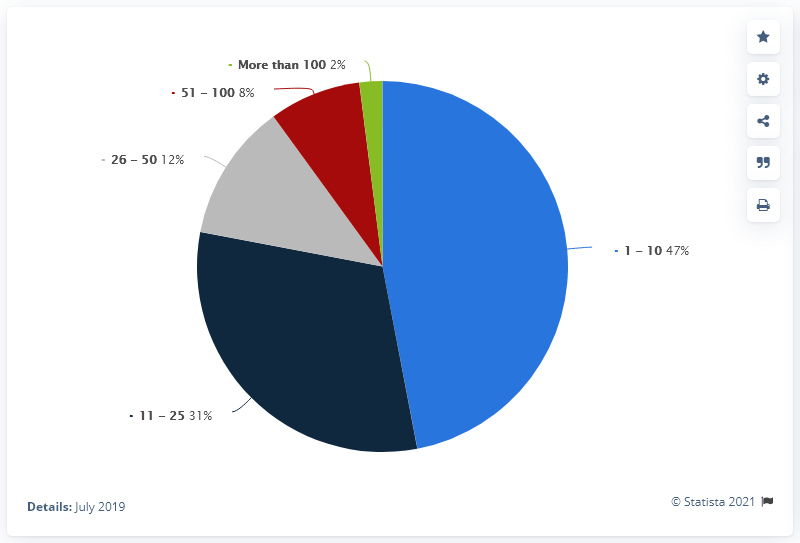 - More than 100 2%
- 51 – 100 8%
- 26 – 50 12%
- 1 – 10 47%
- 11 – 25 31%
Details: July 2019
© Statista 2021